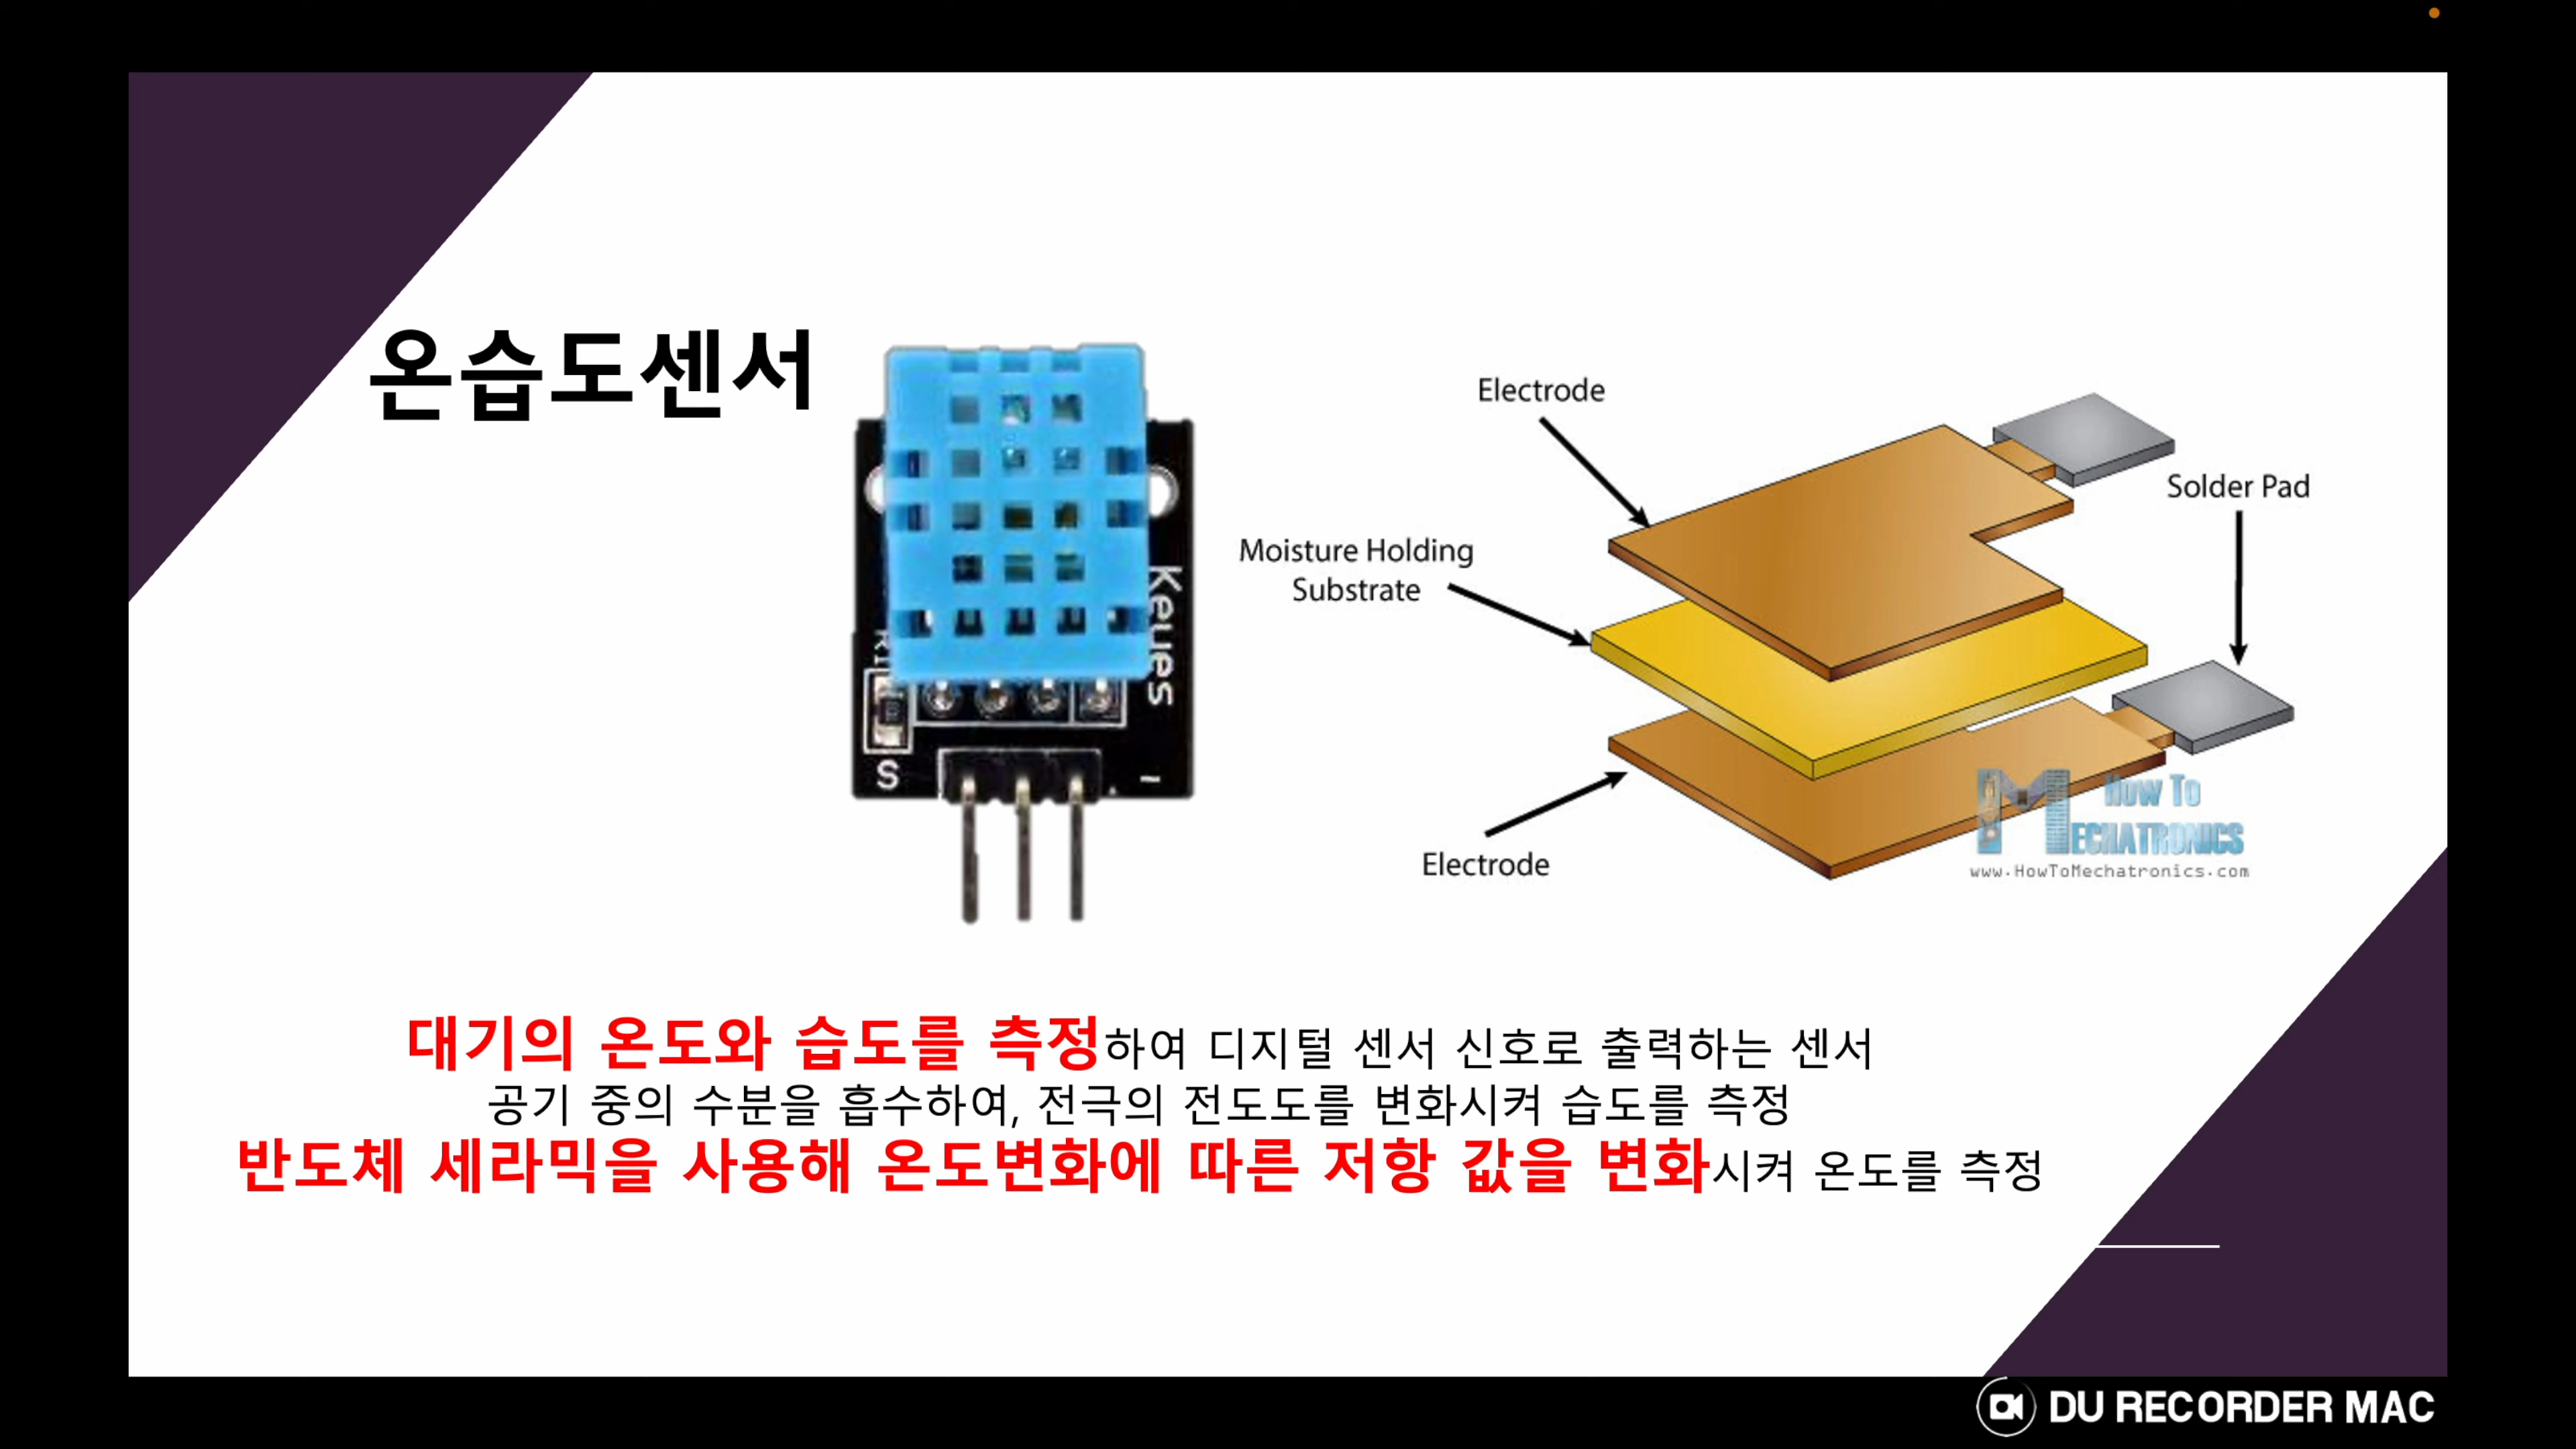 온습도센서
Keyes
S
-
Electrode
Solder Pad
Moisture Holding
Substrate
Electrode
How To
MECHATRONICS
www.HowToMechatronics.com
대기의 온도와 습도를 측정하여 디지털 센서 신호로 출력하는 센서
공기 중의 수분을 흡수하여, 전극의 전도도를 변화시켜 습도를 측정
반도체 세라믹을 사용해 온도변화에 따른 저항 값을 변화시켜 온도를 측정
DU RECORDER MAC